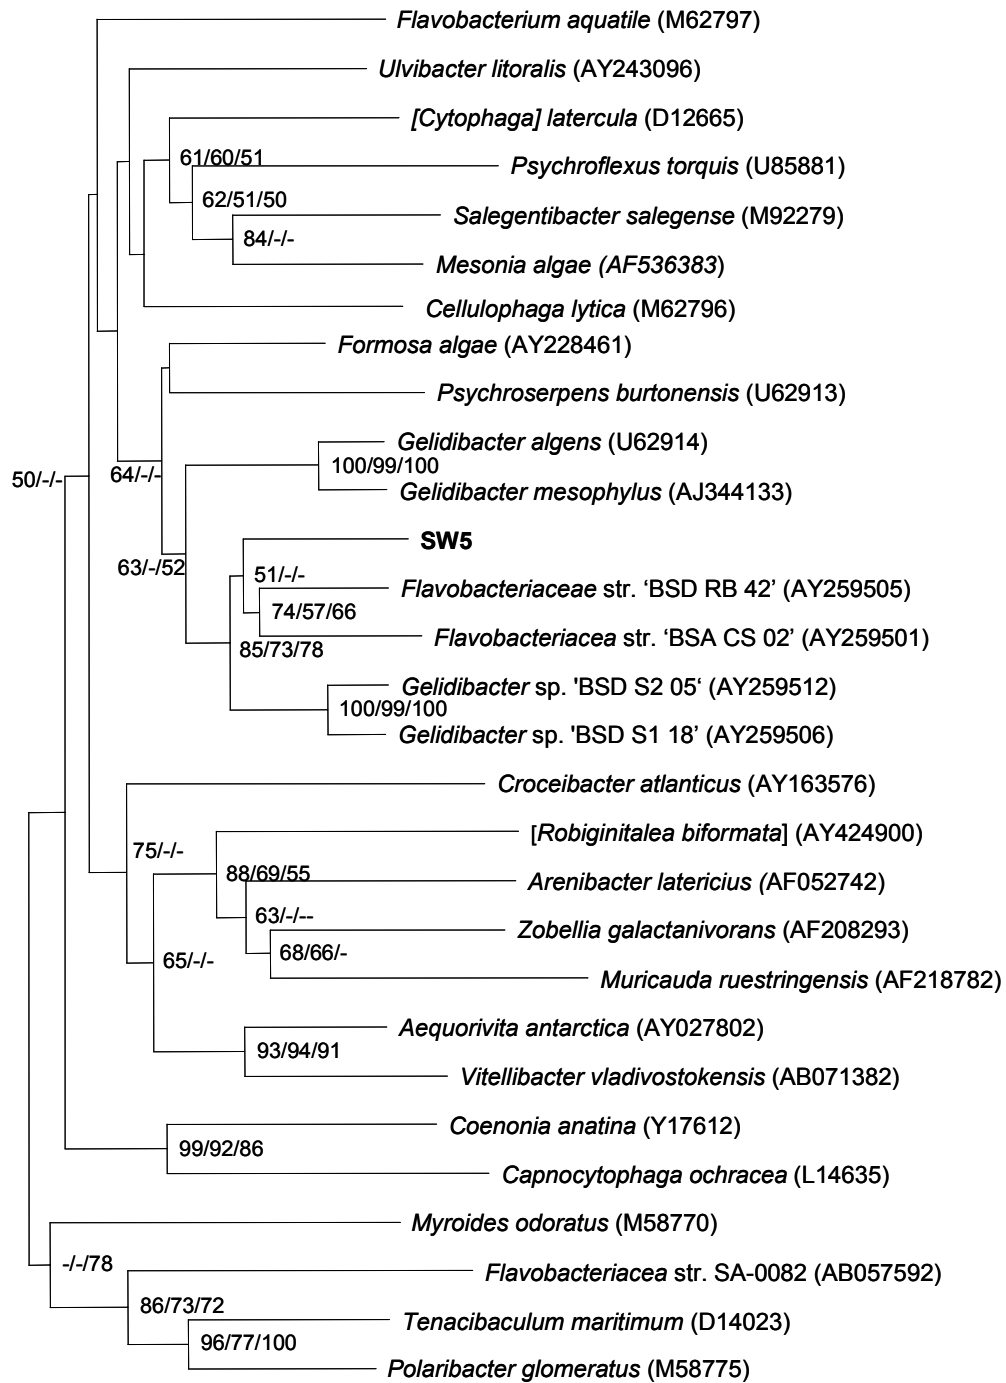 Flavobacterium aquatile (M62797)
Ulvibacter litoralis (AY243096)
[Cytophaga] latercula (D12665)
61/60/51
Psychroflexus torquis (U85881)
62/51/50
Salegentibacter salegense (M92279)
84/-/-
Mesonia algae (AF536383)
Cellulophaga lytica (M62796)
Formosa algae (AY228461)
Psychroserpens burtonensis (U62913)
Gelidibacter algens (U62914)
100/99/100
64/-/-
50/-/-
Gelidibacter mesophylus (AJ344133)
SW5
63/-/52
51/-/-
Flavobacteriaceae str. ‘BSD RB 42’ (AY259505)
74/57/66
Flavobacteriacea str. ‘BSA CS 02’ (AY259501)
85/73/78
Gelidibacter sp. 'BSD S2 05‘ (AY259512)
100/99/100
Gelidibacter sp. 'BSD S1 18’ (AY259506)
Croceibacter atlanticus (AY163576)
[Robiginitalea biformata] (AY424900)
75/-/-
88/69/55
Arenibacter latericius (AF052742)
63/-/--
Zobellia galactanivorans (AF208293)
68/66/-
65/-/-
Muricauda ruestringensis (AF218782)
Aequorivita antarctica (AY027802)
93/94/91
Vitellibacter vladivostokensis (AB071382)
Coenonia anatina (Y17612)
99/92/86
Capnocytophaga ochracea (L14635)
Myroides odoratus (M58770)
-/-/78
Flavobacteriacea str. SA-0082 (AB057592)
86/73/72
Tenacibaculum maritimum (D14023)
96/77/100
Polaribacter glomeratus (M58775)